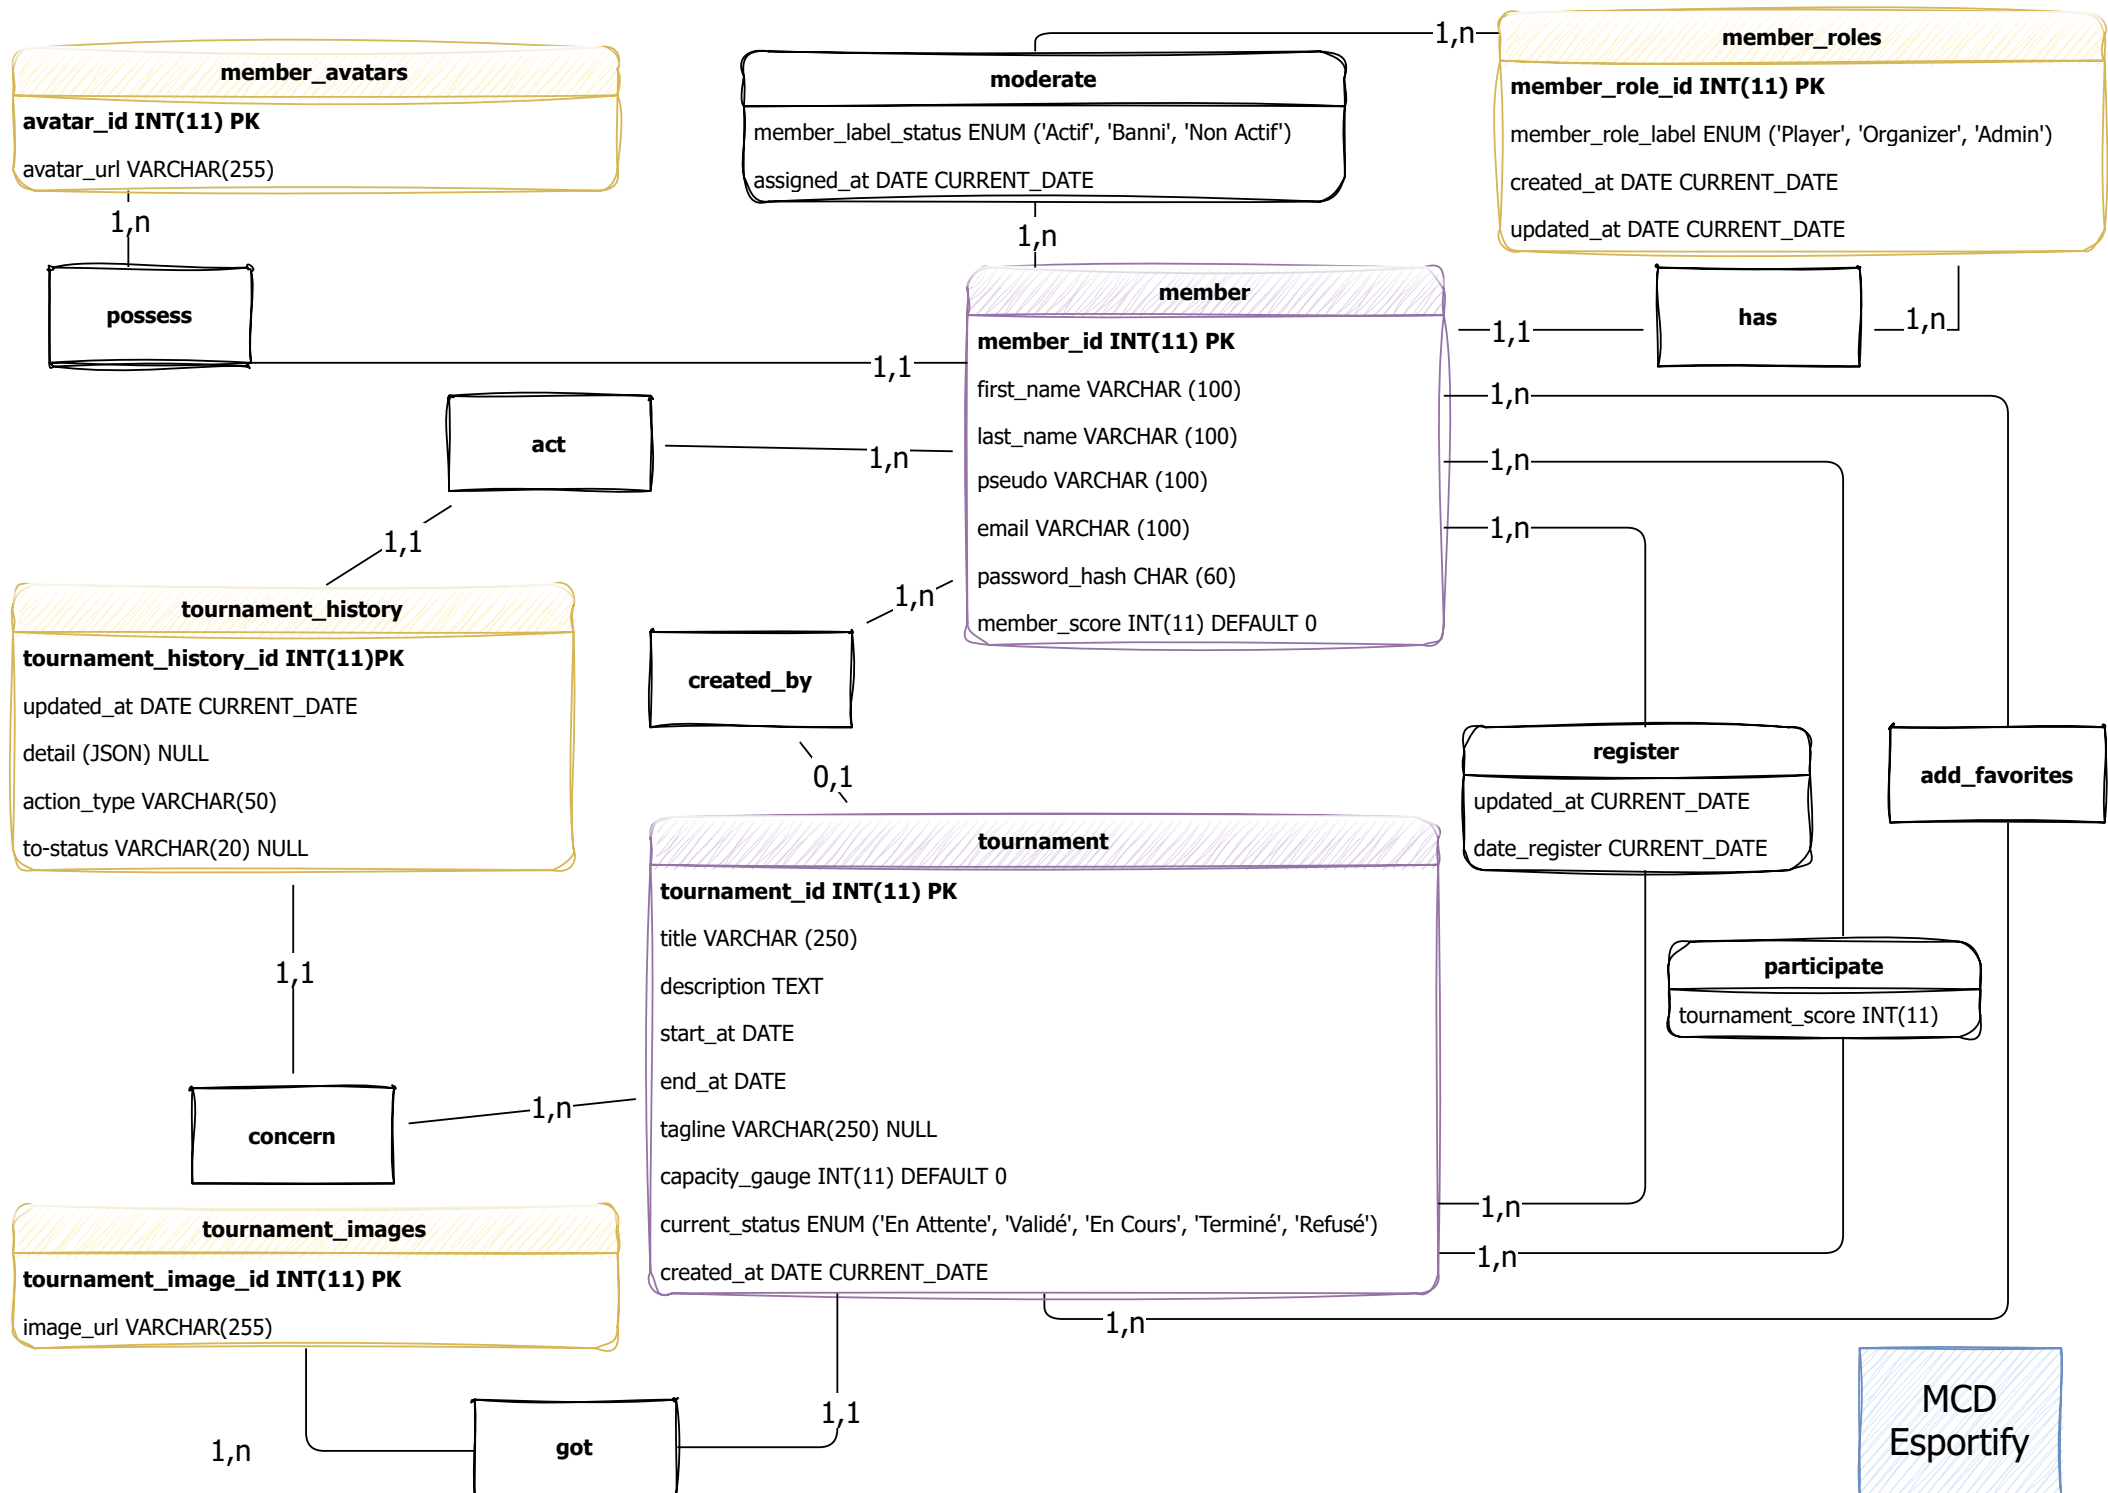 member_avatars
avatar_id INT(11) PK
avatar_url VARCHAR(255)
1,n
possess
1,1
moderate
member_label_status ENUM ('Actif', 'Banni', 'Non Actif')
assigned_at DATE CURRENT_DATE
1,n
1,n
member_roles
member_role_id INT(11) PK
member_role_label ENUM ('Player', 'Organizer', 'Admin')
created_at DATE CURRENT_DATE
updated_at DATE CURRENT_DATE
has
1,1
1,n
member
member_id INT(11) PK
first_name VARCHAR (100)
last_name VARCHAR (100)
pseudo VARCHAR (100)
email VARCHAR (100)
password_hash CHAR (60)
member_score INT(11) DEFAULT 0
1,n
1,n
1,n
act
1,n
1,1
tournament_history
tournament_history_id INT(11)PK
updated_at DATE CURRENT_DATE
detail (JSON) NULL
action_type VARCHAR(50)
to-status VARCHAR(20) NULL
1,n
created_by
0,1
register
updated_at CURRENT_DATE
date_register CURRENT_DATE
add_favorites
participate
tournament_score INT(11)
tournament
tournament_id INT(11) PK
title VARCHAR (250)
description TEXT
start_at DATE
end_at DATE
tagline VARCHAR(250) NULL
capacity_gauge INT(11) DEFAULT 0
current_status ENUM ('En Attente', 'Validé', 'En Cours', 'Terminé', 'Refusé')
created_at DATE CURRENT_DATE
1,1
concern
1,n
1,n
1,n
1,n
tournament_images
tournament_image_id INT(11) PK
image_url VARCHAR(255)
1,n
got
1,1
MCD
Esportify